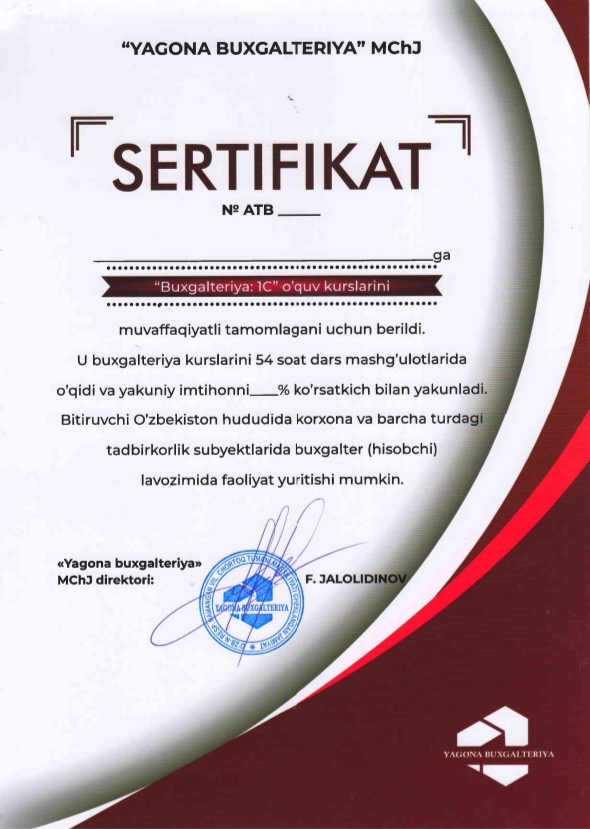 “YAGONA BUXGALTERIYA” MChJ
SERTIFIKAT
№ ATB _____
_____________________________________ga
“Buxgalteriya: 1C” o’quv kurslarini
muvaffaqiyatli tamomlagani uchun berildi.
U buxgalteriya kurslarini 54 soat dars mashg’ulotlarida
o’qidi va yakuniy imtihonni____% ko’rsatkich bilan yakunladi.
Bitiruvchi O’zbekiston hududida korxona va barcha turdagi
tadbirkorlik subyektlarida buxgalter (hisobchi)
lavozimida faoliyat yuritishi mumkin.
«Yagona buxgalteriya»
MChJ direktori:
F. JALOLIDINOV
YAGONA BUXGALTERIYA
YAGONA BUXGALTERIYA